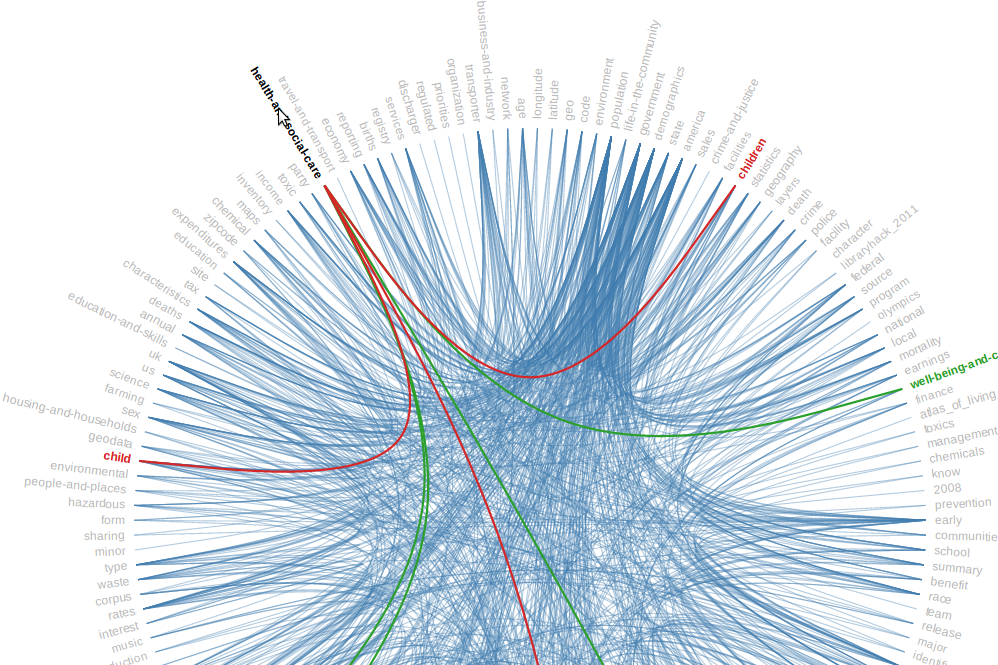 duction
music
interest
rates
corpus
waste
type
minor
sharing
form
hazardous
people-and-places
environmental
child
geodata
housing-and-households
sex
farming
science
us
uk
education-and-skills
annual
deaths
characteristics
tax
site
education
zipcode
expenditures
chemical
maps
inventory
income
toxic
party
health-and-social-care
travel-and-transport
economy
reporting
births
registry
services
discharger
regulated
priorities
organization
transporter
business-and-industry
network
age
longitude
latitude
geo
code
environment
population
life-in-the-community
government
demographics
state
america
sales
crime-and-justice
facilities
children
statistics
geography
layers
death
crime
police
facility
character
libraryhack_2011
federal
source
program
olympics
national
local
mortality
earnings
well-being-and-c
finance
atlas_of_living
toxics
management
chemicals
know
2008
prevention
early
communitie
school
summary
benefit
race
team
release
major
identifi